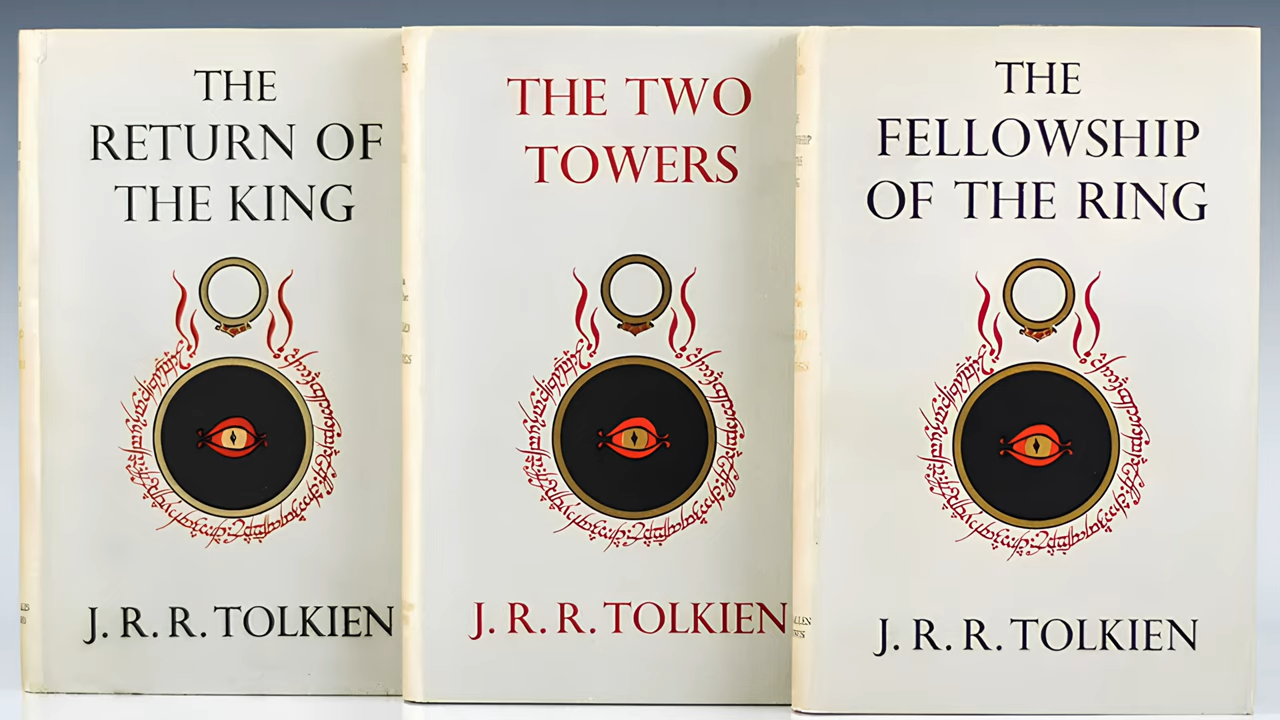 THE
RETURN OF
THE KING
J. R. R. TOLKIEN
THE TWO
TOWERS
J. R. R. TOLKIEN
THE
FELLOWSHIP
OF THE RING
J. R. R. TOLKIEN